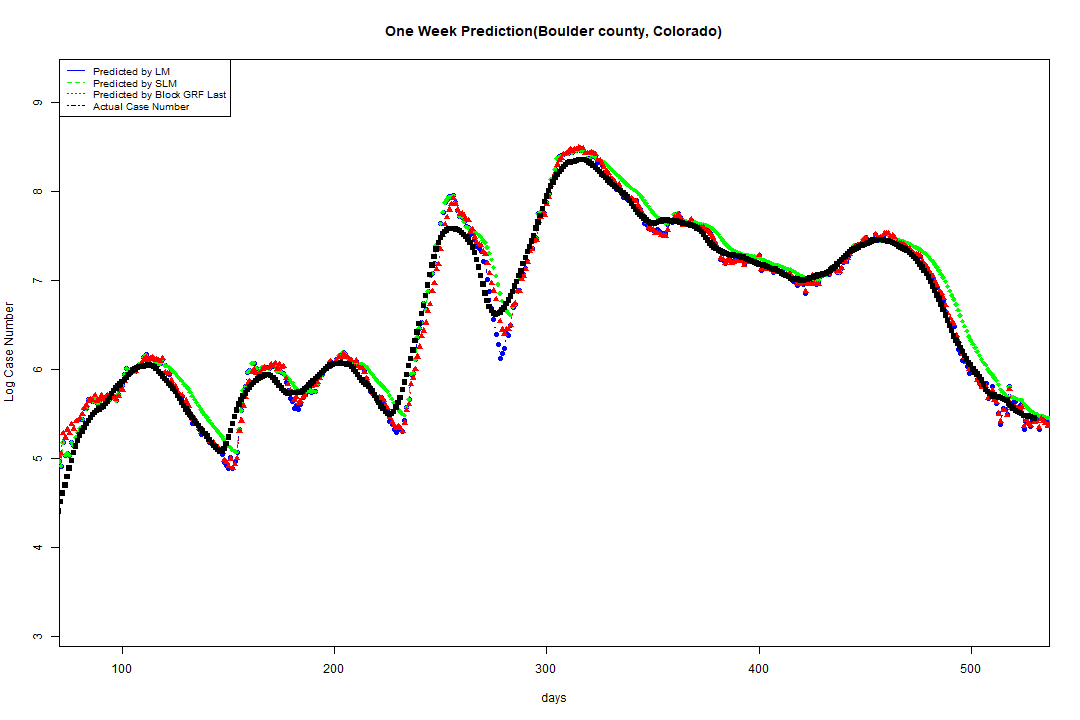 One Week Prediction(Boulder county, Colorado)
Predicted by LM
Predicted by SLM
Predicted by Block GRF Last
Actual Case Number
9
8
7
6
5
4
3
Log Case Number
100 200 300 400 500
days